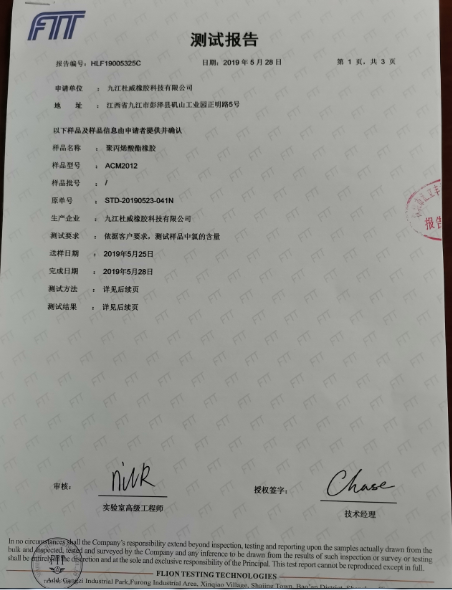 FTT
测试报告
报告编号: HLF19005325C 日期: 2019年5月28日 第 1 页, 共 3 页
申请单位 : 九江杜威橡胶科技有限公司
地 址 : 江西省九江市彭泽县矶山工业园正明路5号
以下样品及样品信息由申请者提供并确认
样品名称 : 聚丙烯酸酯橡胶
样品型号 : ACM2012
样品批号 : /
原单号 : STD-20190523-041N
生产企业 : 九江杜威橡胶科技有限公司
测试要求 : 依据客户要求, 测试样品中氯的含量
送样日期 : 2019年5月25日
完成日期 : 2019年5月28日
测试方法 : 详见后续页
测试结果 : 详见后续页
报告
审核: 授权签字: Chase
实验室高级工程师 技术经理
In no circumstances shall the Company's responsibility extend beyond inspection, testing and reporting upon the samples actually drawn from the
bulk and inspected, tested and surveyed by the Company and any inference to be drawn from the results of such inspection or survey or testing
shall be entirely at the discretion and at the sole and exclusive responsibility of the Principal. This test report cannot be reproduced except in full.
FLION TESTING TECHNOLOGIES
Industrial Park, Furong Industrial Area, Xinqiao Village, Shajing Town,